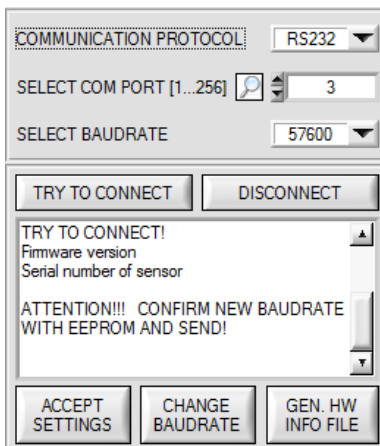 COMMUNICATION PROTOCOL RS232
SELECT COM PORT [1...256] 3
SELECT BAUDRATE 57600
TRY TO CONNECT DISCONNECT
TRY TO CONNECT!
Firmware version
Serial number of sensor
ATTENTION!!! CONFIRM NEW BAUDRATE
WITH EEPROM AND SEND!
ACCEPT SETTINGS CHANGE BAUDRATE GEN. HW INFO FILE